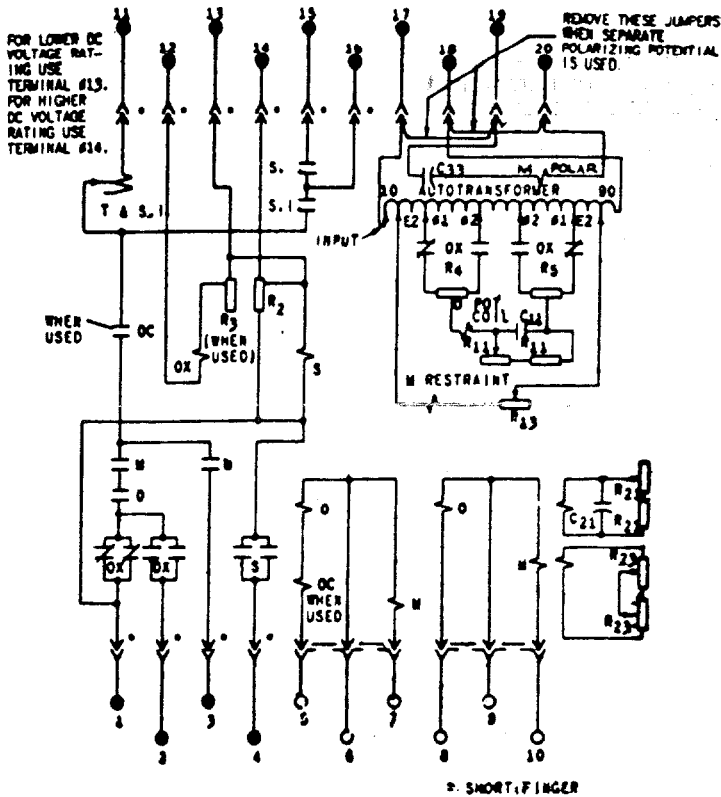 11
13
15
17
19
REMOVE THESE JUMPERS
WHEN SEPARATE
POLARIZING POTENTIAL
IS USED.
12
14
16
18
20
FOR LOWER DC
VOLTAGE RAT-
ING USE
TERMINAL #13.
FOR HIGHER
DC VOLTAGE
RATING USE
TERMINAL #14.
S.
S.I
T & S.I
C33
M POLAR.
10 AUTOTRANSFORMER 90
E2 #1 #2 #2 #1 E2
INPUT
OX
OX
R4
R5
POT
COIL
C11
R11
R11
M RESTRAINT
R13
R3
(WHEN
USED)
R2
OX
S
WHEN
USED
OC
M
O
M
OX
OX
S
O
OC
WHEN
USED
M
O
M
C21
R21
R22
R23
R23
1
3
5
7
9
2
4
6
8
10
*. SHORT FINGER